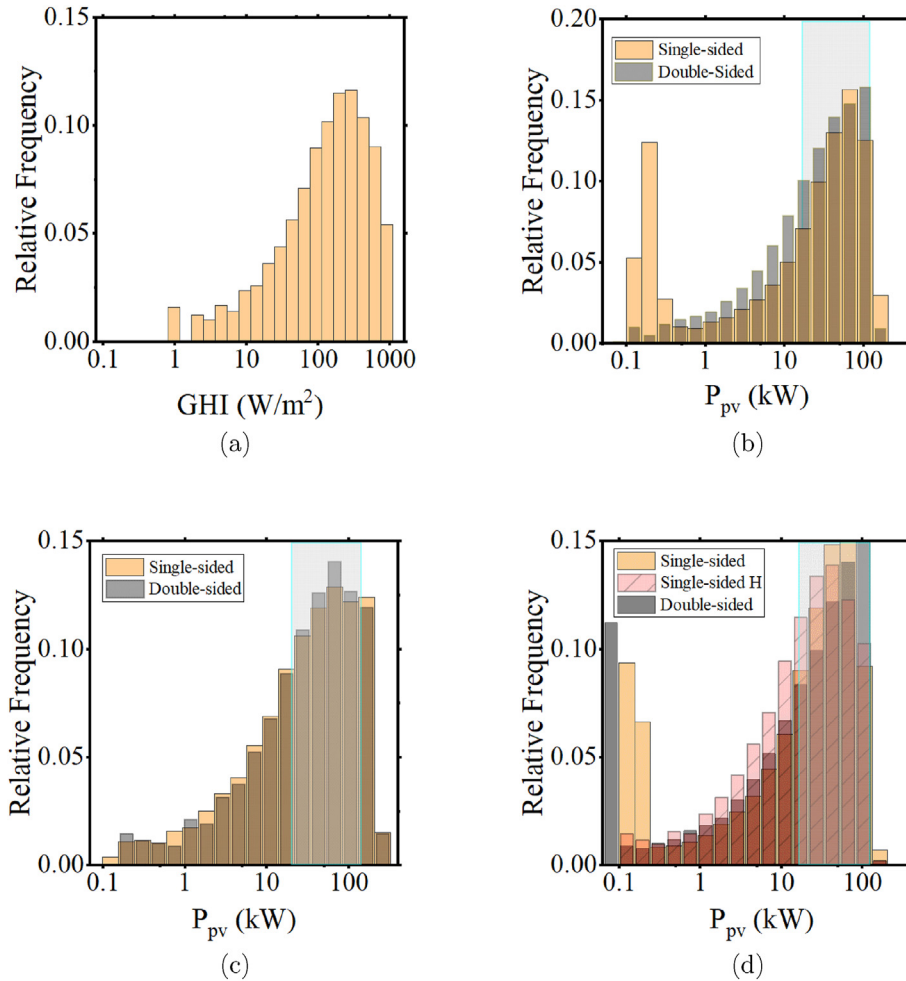 0.15
0.10
0.05
0.00
Relative Frequency
0.1 1 10 100 1000
GHI (W/m²)
(a)
0.20
0.15
0.10
0.05
0.00
Relative Frequency
Single-sided
Double-Sided
0.1 1 10 100
P_pv (kW)
(b)
0.15
0.10
0.05
0.00
Relative Frequency
Single-sided
Double-sided
0.1 1 10 100
P_pv (kW)
(c)
0.15
0.10
0.05
0.00
Relative Frequency
Single-sided
Single-sided H
Double-sided
0.1 1 10 100
P_pv (kW)
(d)